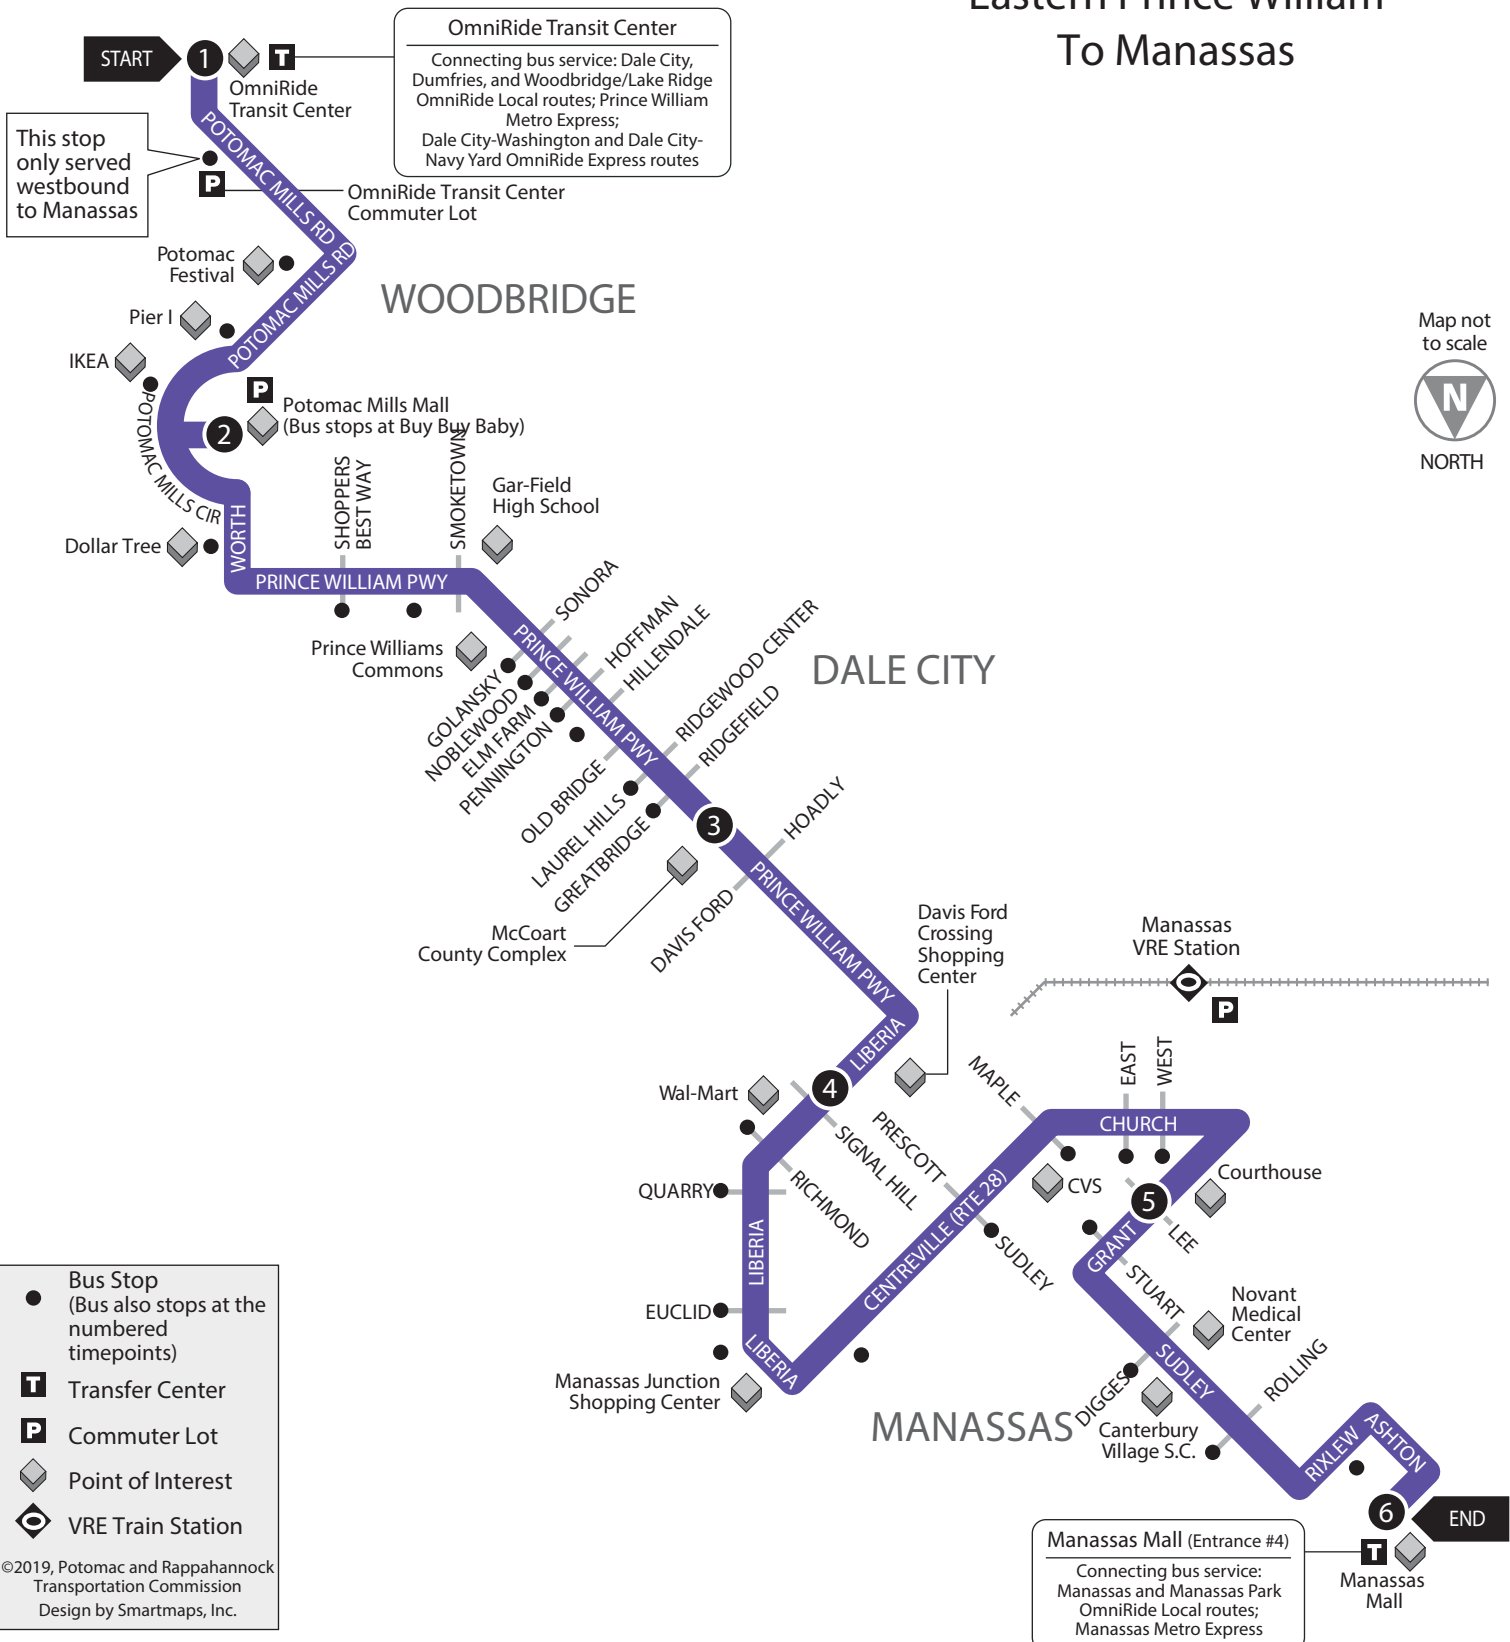 Eastern Prince William
To Manassas
START
1
T
OmniRide
Transit Center
OmniRide Transit Center
Connecting bus service: Dale City,
Dumfries, and Woodbridge/Lake Ridge
OmniRide Local routes; Prince William
Metro Express;
Dale City-Washington and Dale City-
Navy Yard OmniRide Express routes
This stop
only served
westbound
to Manassas
P
OmniRide Transit Center
Commuter Lot
POTOMAC MILLS RD
POTOMAC MILLS RD
Potomac
Festival
WOODBRIDGE
Pier I
IKEA
Map not
to scale
N
NORTH
P
Potomac Mills Mall
(Bus stops at Buy Buy Baby)
2
POTOMAC MILLS CIR
WORTH
Dollar Tree
SHOPPERS
BEST WAY
SMOKETOWN
Gar-Field
High School
PRINCE WILLIAM PWY
Prince Williams
Commons
SONORA
HOFFMAN
HILLENDALE
PRINCE WILLIAM PWY
GOLANSKY
NOBLEWOOD
ELM FARM
PENNINGTON
DALE CITY
RIDGEWOOD CENTER
RIDGEFIELD
OLD BRIDGE
LAUREL HILLS
GREATBRIDGE
3
HOADLY
McCoart
County Complex
DAVIS FORD
PRINCE WILLIAM PWY
Davis Ford
Crossing
Shopping
Center
Manassas
VRE Station
P
LIBERIA
4
Wal-Mart
SIGNAL HILL
RICHMOND
QUARRY
LIBERIA
EUCLID
LIBERIA
Manassas Junction
Shopping Center
MAPLE
EAST
WEST
CHURCH
PRESCOTT
CENTREVILLE (RTE 28)
SUDLEY
CVS
Courthouse
5
LEE
GRANT
STUART
Novant
Medical
Center
SUDLEY
DIGGES
ROLLING
MANASSAS
Canterbury
Village S.C.
RIXLEW
ASHTON
6
END
T
Manassas
Mall
Manassas Mall (Entrance #4)
Connecting bus service:
Manassas and Manassas Park
OmniRide Local routes;
Manassas Metro Express
Bus Stop
(Bus also stops at the
numbered
timepoints)
T Transfer Center
P Commuter Lot
Point of Interest
VRE Train Station
©2019, Potomac and Rappahannock
Transportation Commission
Design by Smartmaps, Inc.